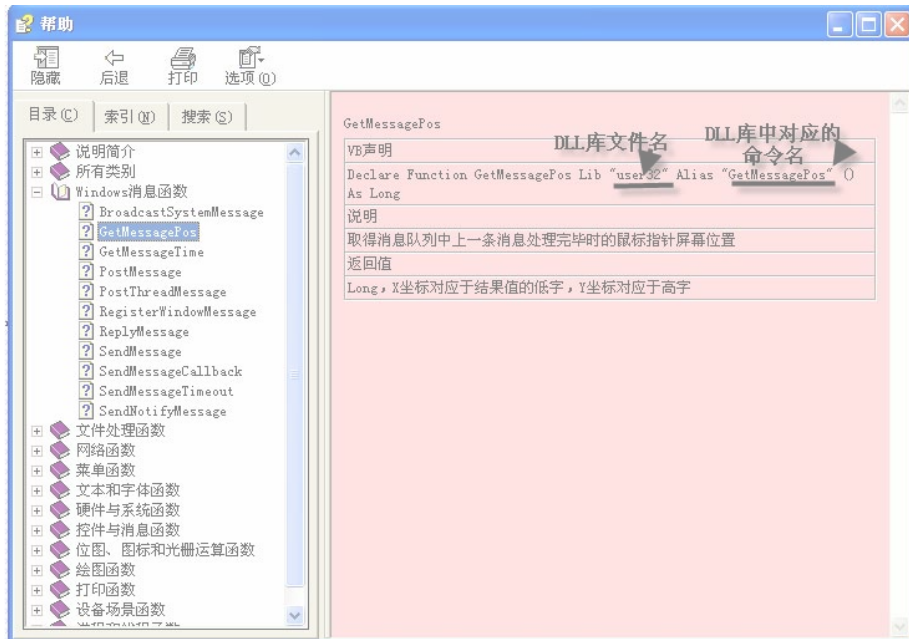 帮助
隐藏 后退 打印 选项(O)
目录(C) 索引(N) 搜索(S)
说明简介
所有类别
Windows消息函数
BroadcastSystemMessage
GetMessagePos
GetMessageTime
PostMessage
PostThreadMessage
RegisterWindowMessage
ReplyMessage
SendMessage
SendMessageCallback
SendMessageTimeout
SendNotifyMessage
文件处理函数
网络函数
菜单函数
文本和字体函数
硬件与系统函数
控件与消息函数
位图、图标和光栅运算函数
绘图函数
打印函数
设备场景函数
GetMessagePos
DLL库文件名
DLL库中对应的
命令名
VB声明
Declare Function GetMessagePos Lib "user32" Alias "GetMessagePos" ()
As Long
说明
取得消息队列中上一条消息处理完毕时的鼠标指针屏幕位置
返回值
Long，X坐标对应于结果值的低字，Y坐标对应于高字